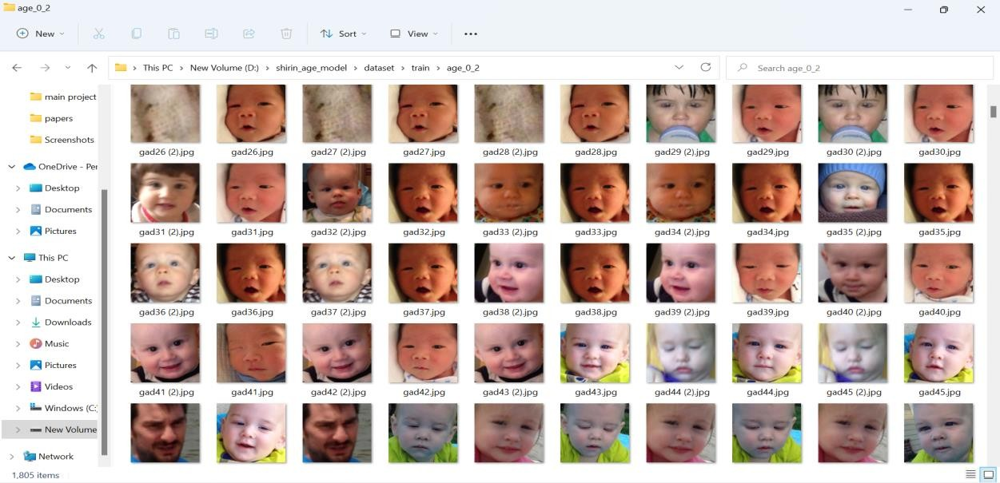 age_0_2
New
Sort
View
This PC > New Volume (D:) > shirin_age_model > dataset > train > age_0_2
Search age_0_2
main project
papers
Screenshots
OneDrive - Per
Desktop
Documents
Pictures
This PC
Desktop
Documents
Downloads
Music
Pictures
Videos
Windows (C:
New Volume
Network
gad26 (2).jpg gad26.jpg gad27 (2).jpg gad27.jpg gad28 (2).jpg gad28.jpg gad29 (2).jpg gad29.jpg gad30 (2).jpg gad30.jpg
gad31 (2).jpg gad31.jpg gad32 (2).jpg gad32.jpg gad33 (2).jpg gad33.jpg gad34 (2).jpg gad34.jpg gad35 (2).jpg gad35.jpg
gad36 (2).jpg gad36.jpg gad37 (2).jpg gad37.jpg gad38 (2).jpg gad38.jpg gad39 (2).jpg gad39.jpg gad40 (2).jpg gad40.jpg
gad41 (2).jpg gad41.jpg gad42 (2).jpg gad42.jpg gad43 (2).jpg gad43.jpg gad44 (2).jpg gad44.jpg gad45 (2).jpg gad45.jpg
1,805 items